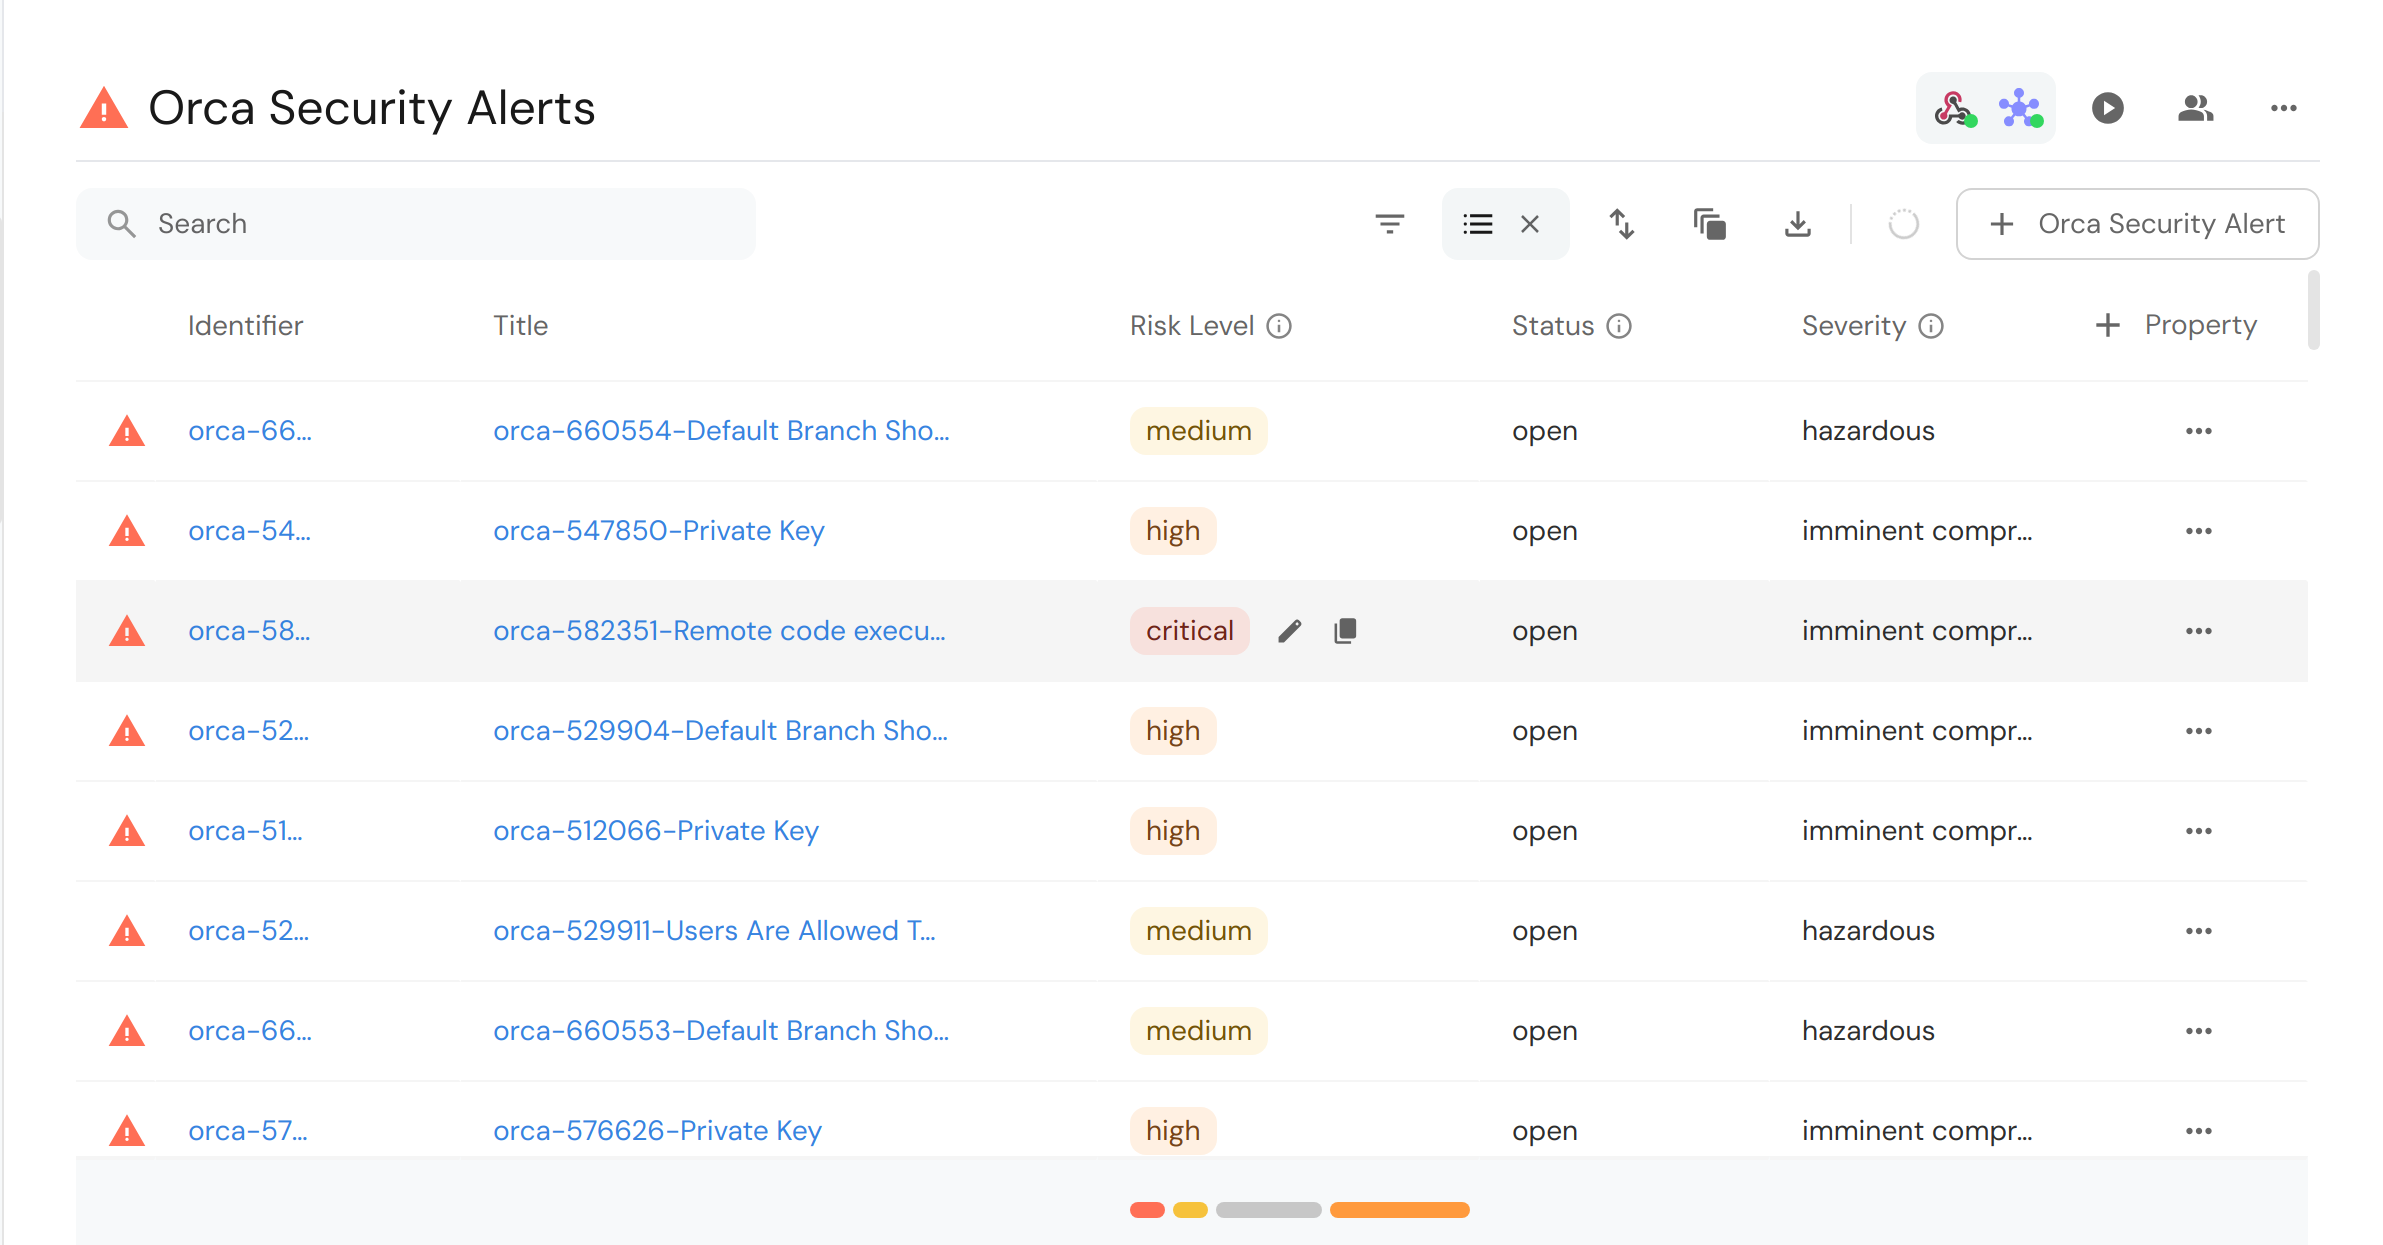 Orca Security Alerts
Search
Orca Security Alert
Identifier Title Risk Level Status Severity Property
orca-66... orca-660554-Default Branch Sho... medium open hazardous
orca-54... orca-547850-Private Key high open imminent compr...
orca-58... orca-582351-Remote code execu... critical open imminent compr...
orca-52... orca-529904-Default Branch Sho... high open imminent compr...
orca-51... orca-512066-Private Key high open imminent compr...
orca-52... orca-529911-Users Are Allowed T... medium open hazardous
orca-66... orca-660553-Default Branch Sho... medium open hazardous
orca-57... orca-576626-Private Key high open imminent compr...